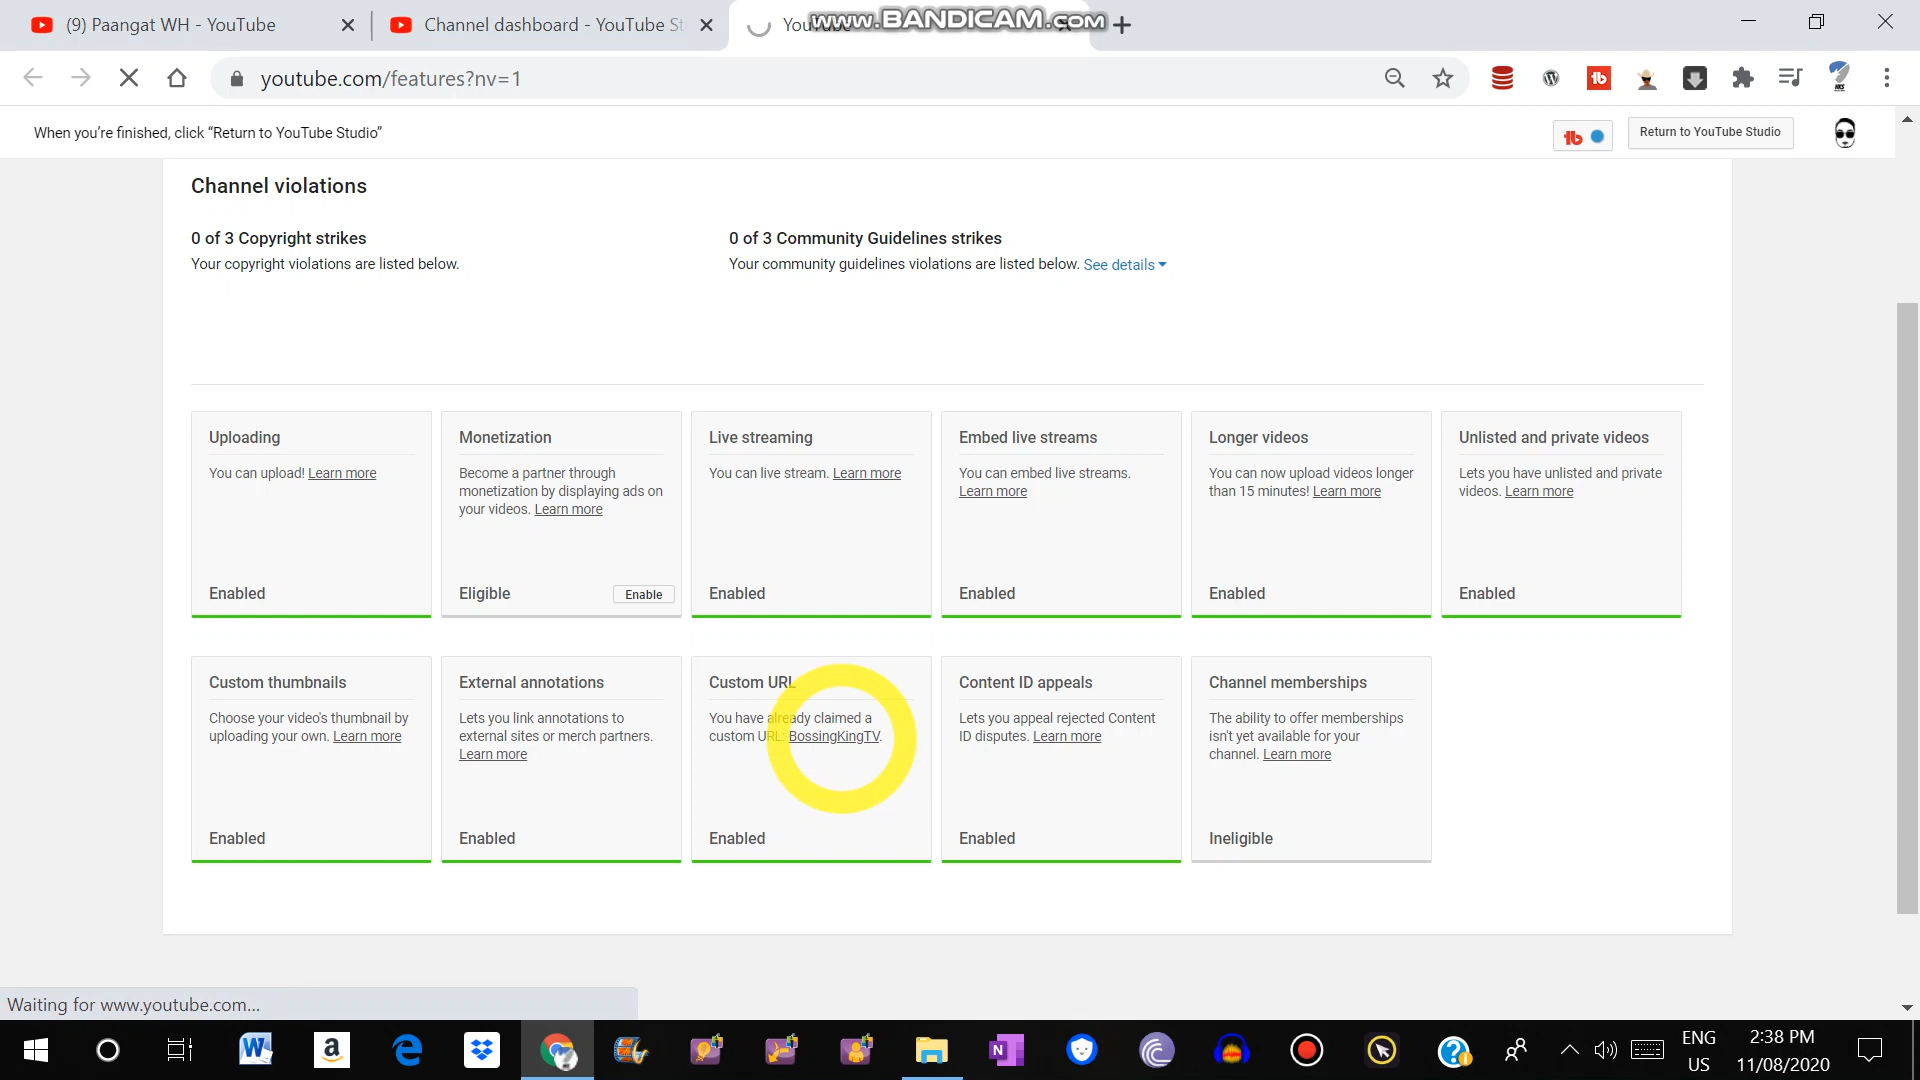 (9) Paangat WH - YouTube
Channel dashboard - YouTube St
YouTube
www.BANDICAM.com
youtube.com/features?nv=1
When you're finished, click “Return to YouTube Studio”
Return to YouTube Studio
Channel violations
0 of 3 Copyright strikes
Your copyright violations are listed below.
0 of 3 Community Guidelines strikes
Your community guidelines violations are listed below. See details
Uploading
You can upload! Learn more
Enabled
Monetization
Become a partner through
monetization by displaying ads on
your videos. Learn more
Eligible
Enable
Live streaming
You can live stream. Learn more
Enabled
Embed live streams
You can embed live streams.
Learn more
Enabled
Longer videos
You can now upload videos longer
than 15 minutes! Learn more
Enabled
Unlisted and private videos
Lets you have unlisted and private
videos. Learn more
Enabled
Custom thumbnails
Choose your video's thumbnail by
uploading your own. Learn more
Enabled
External annotations
Lets you link annotations to
external sites or merch partners.
Learn more
Enabled
Custom URL
You have already claimed a
custom URL: BossingKingTV.
Enabled
Content ID appeals
Lets you appeal rejected Content
ID disputes. Learn more
Enabled
Channel memberships
The ability to offer memberships
isn't yet available for your
channel. Learn more
Ineligible
Waiting for www.youtube.com...
ENG
US
2:38 PM
11/08/2020